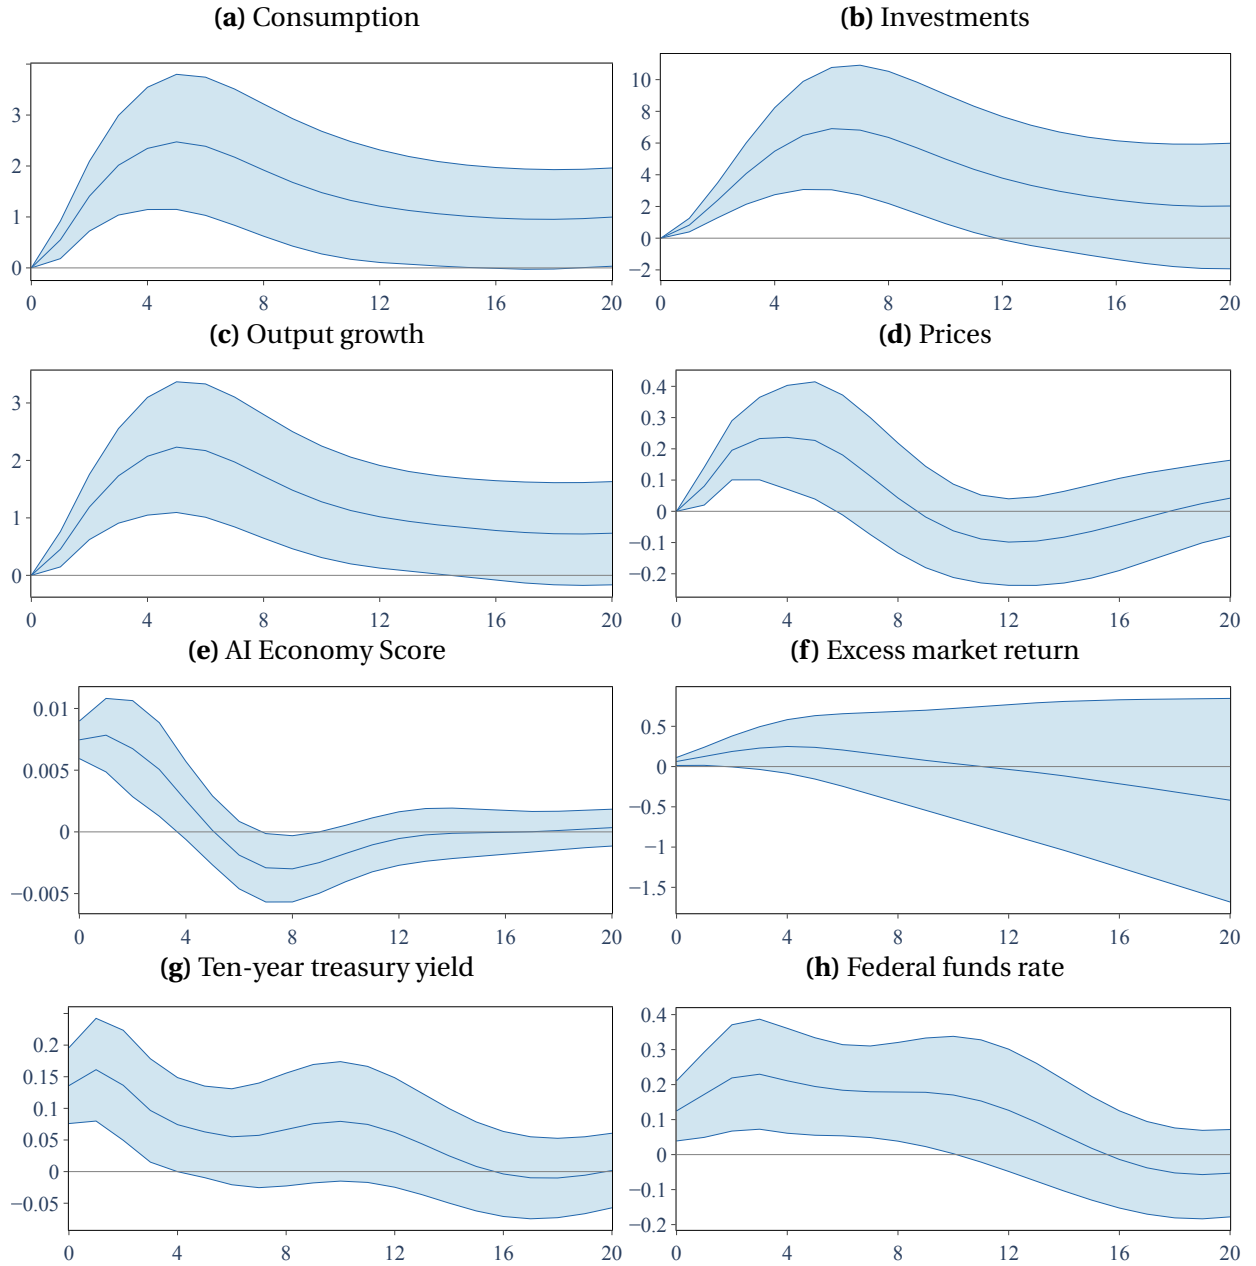 (a) Consumption
(b) Investments
3
2
1
0
0 4 8 12 16 20
10
8
6
4
2
0
−2
0 4 8 12 16 20
(c) Output growth
(d) Prices
3
2
1
0
0 4 8 12 16 20
0.4
0.3
0.2
0.1
0
−0.1
−0.2
0 4 8 12 16 20
(e) AI Economy Score
(f) Excess market return
0.01
0.005
0
−0.005
0 4 8 12 16 20
0.5
0
−0.5
−1
−1.5
0 4 8 12 16 20
(g) Ten-year treasury yield
(h) Federal funds rate
0.2
0.15
0.1
0.05
0
−0.05
0 4 8 12 16 20
0.4
0.3
0.2
0.1
0
−0.1
−0.2
0 4 8 12 16 20